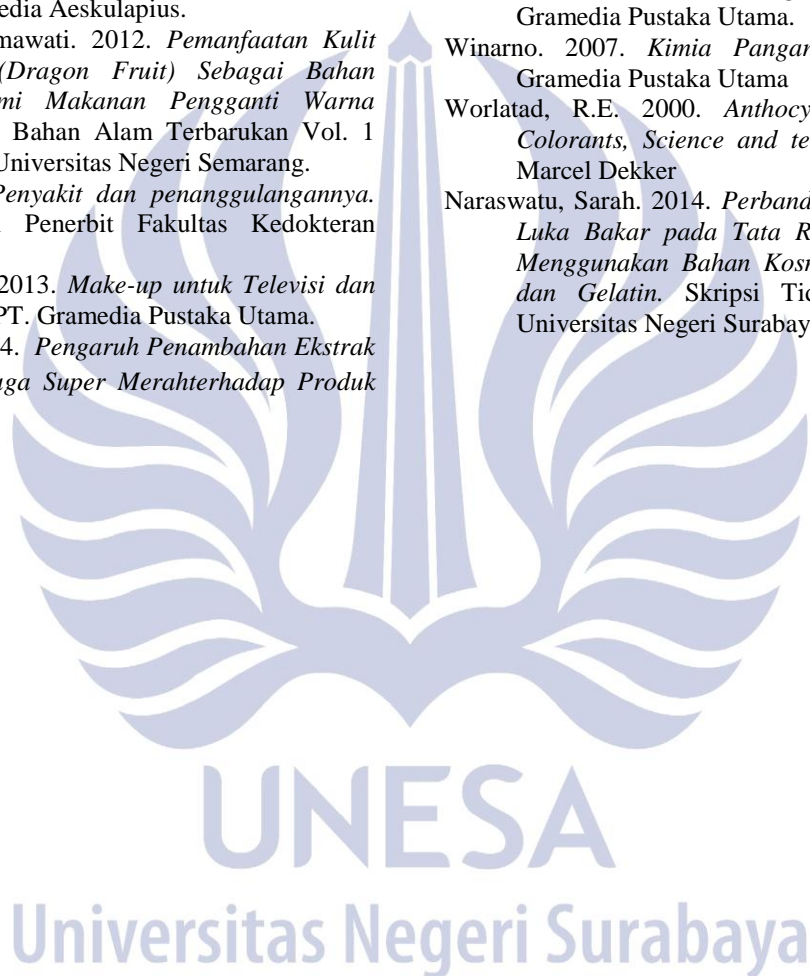 edia Aeskulapius.
mawati. 2012. Pemanfaatan Kulit
(Dragon Fruit) Sebagai Bahan
mi Makanan Pengganti Warna
Bahan Alam Terbarukan Vol. 1
Universitas Negeri Semarang.
Penyakit dan penanggulangannya.
Penerbit Fakultas Kedokteran
2013. Make-up untuk Televisi dan
PT. Gramedia Pustaka Utama.
4. Pengaruh Penambahan Ekstrak
aga Super Merahterhadap Produk
Gramedia Pustaka Utama.
Winarno. 2007. Kimia Pangan
Gramedia Pustaka Utama
Worlatad, R.E. 2000. Anthocy
Colorants, Science and te
Marcel Dekker
Naraswatu, Sarah. 2014. Perband
Luka Bakar pada Tata R
Menggunakan Bahan Kosm
dan Gelatin. Skripsi Tid
Universitas Negeri Surabay
UNESA
Universitas Negeri Surabaya